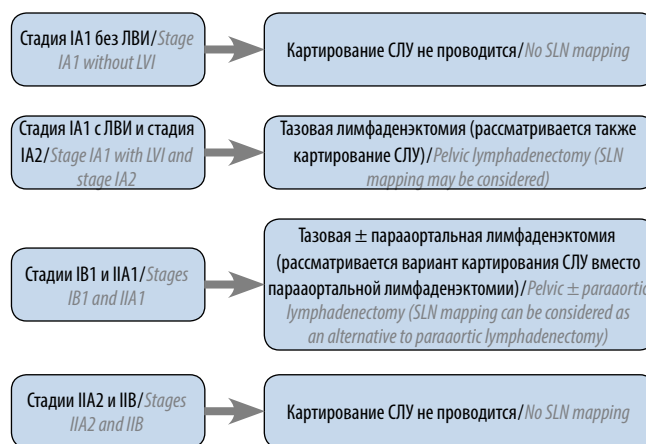 Стадия IA1 без ЛВИ/Stage
IA1 without LVI
Картирование СЛУ не проводится/No SLN mapping
Стадия IA1 с ЛВИ и стадия
IA2/Stage IA1 with LVI and
stage IA2
Тазовая лимфаденэктомия (рассматривается также
картирование СЛУ)/Pelvic lymphadenectomy (SLN
mapping may be considered)
Стадии IB1 и IIA1/Stages
IB1 and IIA1
Тазовая ± парааортальная лимфаденэктомия
(рассматривается вариант картирования СЛУ вместо
парааортальной лимфаденэктомии)/Pelvic ± paraaortic
lymphadenectomy (SLN mapping can be considered as
an alternative to paraaortic lymphadenectomy)
Стадии IIA2 и IIB/Stages
IIA2 and IIB
Картирование СЛУ не проводится/No SLN mapping